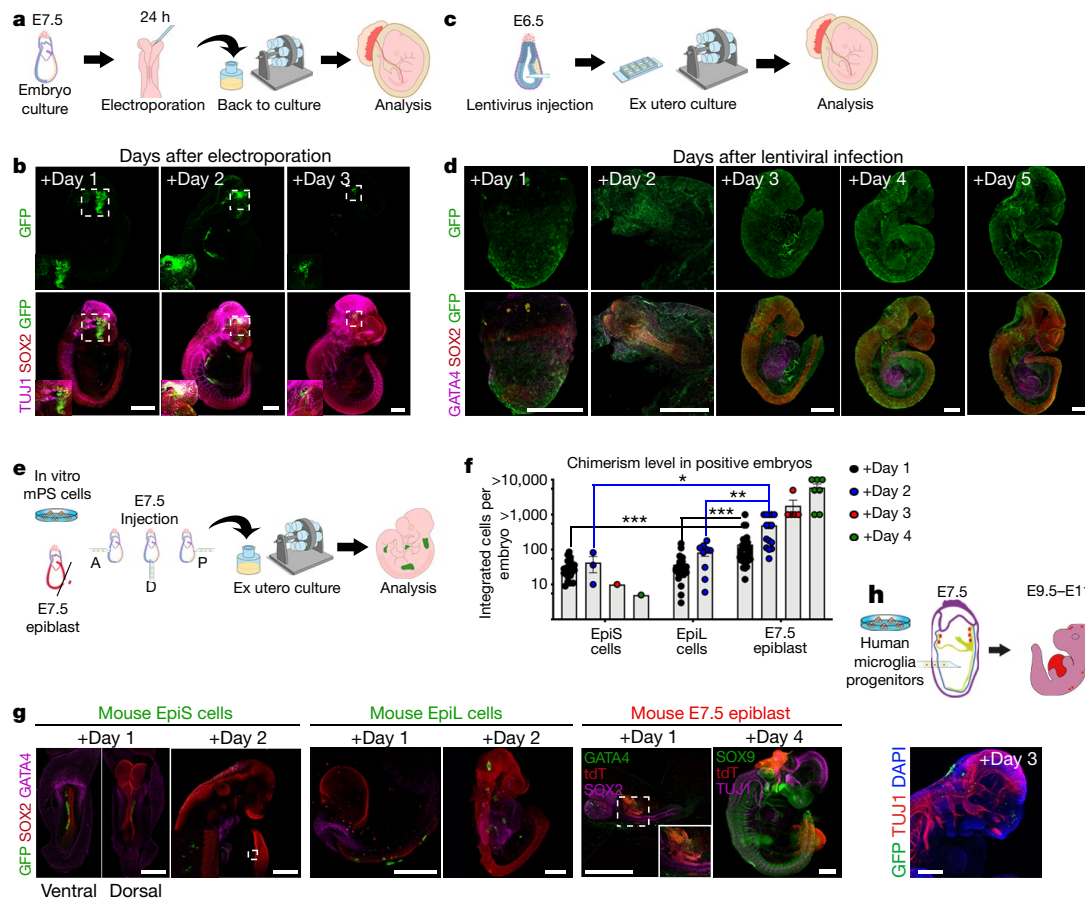 a
E7.5
24 h
Embryo
culture
Electroporation
Back to culture
Analysis
c
E6.5
Lentivirus injection
Ex utero culture
Analysis
b
Days after electroporation
+Day 1
+Day 2
+Day 3
GFP
TUJ1 SOX2 GFP
d
Days after lentiviral infection
+Day 1
+Day 2
+Day 3
+Day 4
+Day 5
GFP
GATA4 SOX2 GFP
e
In vitro
mPS cells
E7.5
Injection
A
D
P
E7.5
epiblast
Ex utero culture
Analysis
f
Chimerism level in positive embryos
Integrated cells per
embryo
>10,000
>1,000
100
10
*
**
***
***
EpiS
cells
EpiL
cells
E7.5
epiblast
+Day 1
+Day 2
+Day 3
+Day 4
h
E7.5
E9.5–E11
Human
microglia
progenitors
g
Mouse EpiS cells
Mouse EpiL cells
Mouse E7.5 epiblast
+Day 1
+Day 2
+Day 1
+Day 2
+Day 1
+Day 4
GFP SOX2 GATA4
GATA4
tdT
SOX2
SOX9
tdT
TUJ1
Ventral
Dorsal
GFP TUJ1 DAPI
+Day 3